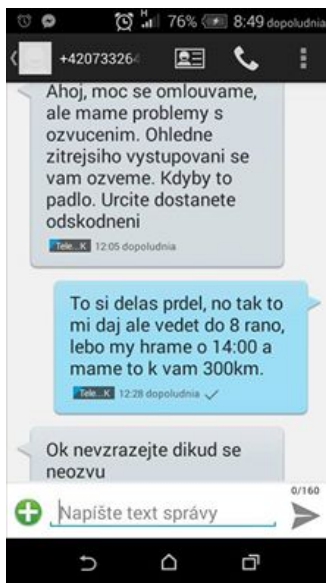 76% 8:49 dopoludnia
+42073326
Ahoj, moc se omlouvame,
ale mame problemy s
ozvucenim. Ohledne
zitrejsiho vystupovani se
vam ozveme. Kdyby to
padlo. Urcite dostanete
odskodneni
Tele...K 12:05 dopoludnia
To si delas prdel, no tak to
mi daj ale vedet do 8 rano,
lebo my hrame o 14:00 a
mame to k vam 300km.
Tele...K 12:28 dopoludnia
Ok nevzrazejte dikud se
neozvu
0/160
Napíšte text správy